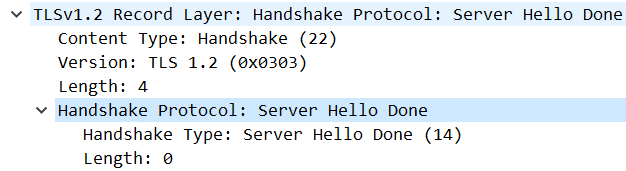 TLSv1.2 Record Layer: Handshake Protocol: Server Hello Done
Content Type: Handshake (22)
Version: TLS 1.2 (0x0303)
Length: 4
Handshake Protocol: Server Hello Done
Handshake Type: Server Hello Done (14)
Length: 0